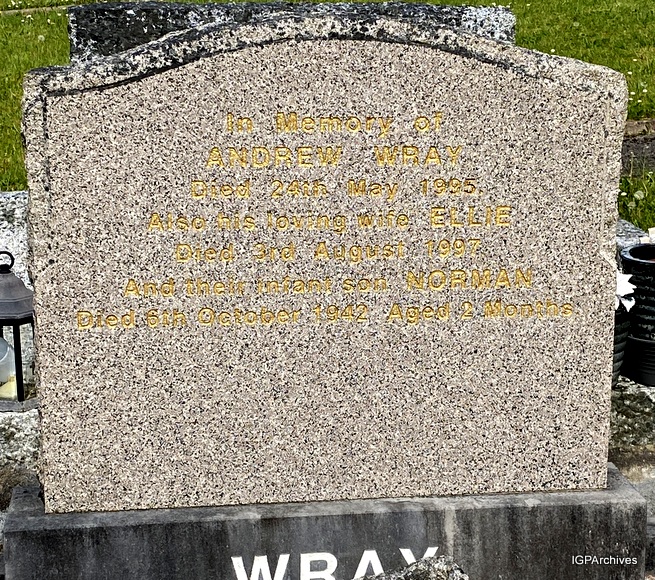 In Memory of
ANDREW WRAY
Died 24th May 1995.
Also his loving wife ELLIE
Died 3rd August 1997
And their infant son NORMAN
Died 6th October 1942 Aged 2 Months.
WRAY
IGPArchives